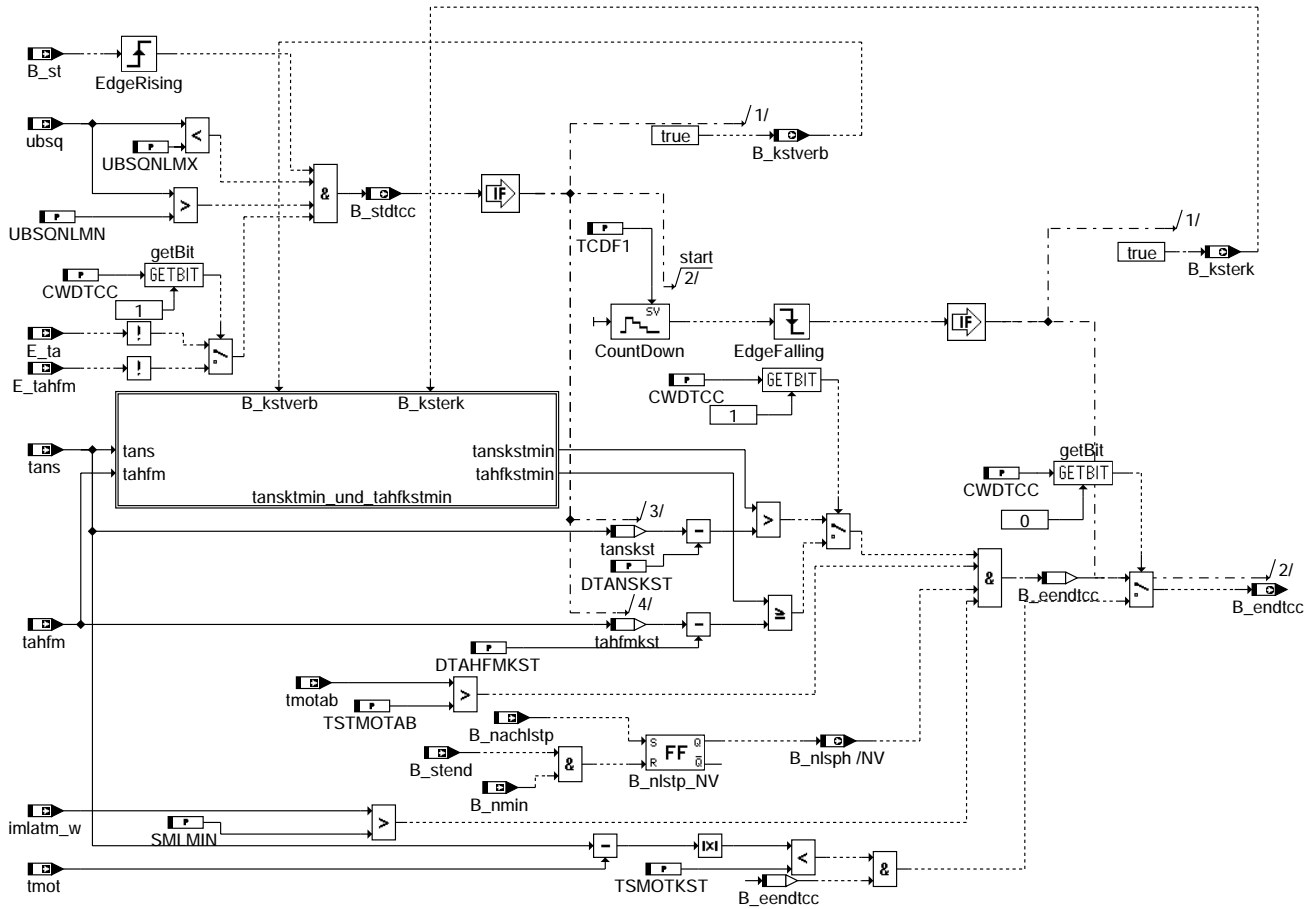 B_st
EdgeRising
/1/
true
B_kstverb
ubsq
<
P
UBSQNLMX
&
B_stdtcc
IF
>
P
UBSQNLMN
P
TCDF1
start
2/
/1/
true
B_ksterk
getBit
P
GETBIT
CWDTCC
1
SV
CountDown
EdgeFalling
IF
E_ta
!
E_tahfm
!
P
GETBIT
CWDTCC
1
B_kstverb
B_ksterk
tans
tans
tanskstmin
tahfm
tahfkstmin
tansktmin_und_tahfkstmin
getBit
P
GETBIT
CWDTCC
0
/3/
>
tanskst
-
P
DTANSKST
&
B_eendtcc
/2/
B_endtcc
/4/
≥
tahfm
tahfmkst
-
P
DTAHFMKST
tmotab
>
P
TSTMOTAB
B_nachlstp
S
Q
FF
R
Q
B_stend
&
B_nlstp_NV
B_nlsph /NV
B_nmin
imlatm_w
P
>
SMLMIN
-
|x|
tmot
P
TSMOTKST
<
&
B_eendtcc